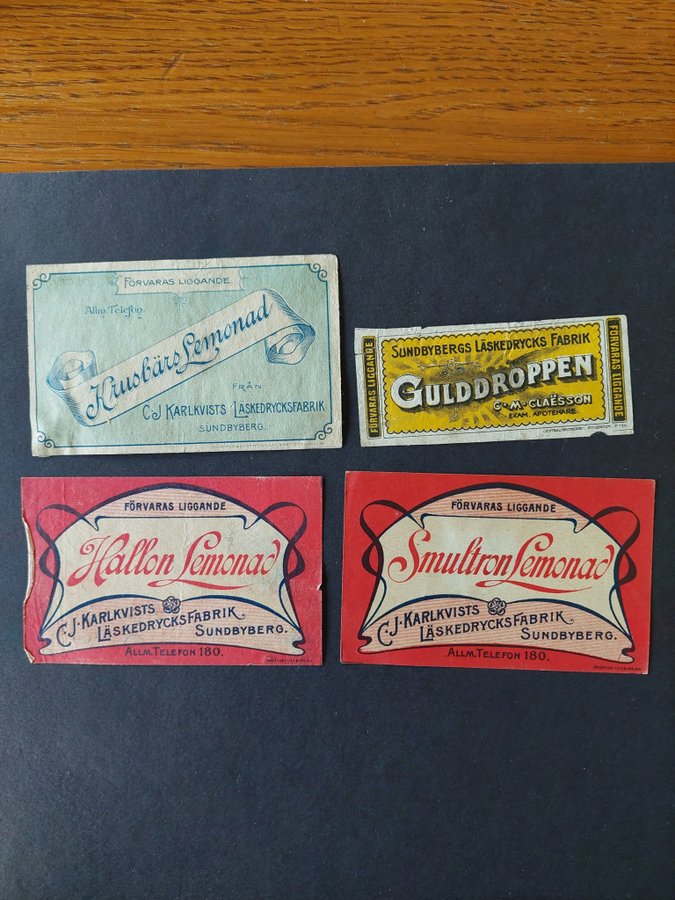 FÖRVARAS LIGGANDE.
Allm. Telefon.
Krusbärs Lemonad
FRÅN
C.J. KARLKVISTS LÄSKEDRYCKSFABRIK
SUNDBYBERG.
FÖRVARAS LIGGANDE
SUNDBYBERGS LÄSKEDRYCKS FABRIK
GULDDROPPEN
C.M. CLAËSSON
EXAM. APOTEKARE.
FÖRVARAS LIGGANDE
FÖRVARAS LIGGANDE
Hallon Lemonad
C.J. KARLKVISTS
LÄSKEDRYCKSFABRIK.
SUNDBYBERG.
ALLM. TELEFON 180.
FÖRVARAS LIGGANDE
Smultron Lemonad
C.J. KARLKVISTS
LÄSKEDRYCKSFABRIK.
SUNDBYBERG.
ALLM. TELEFON 180.